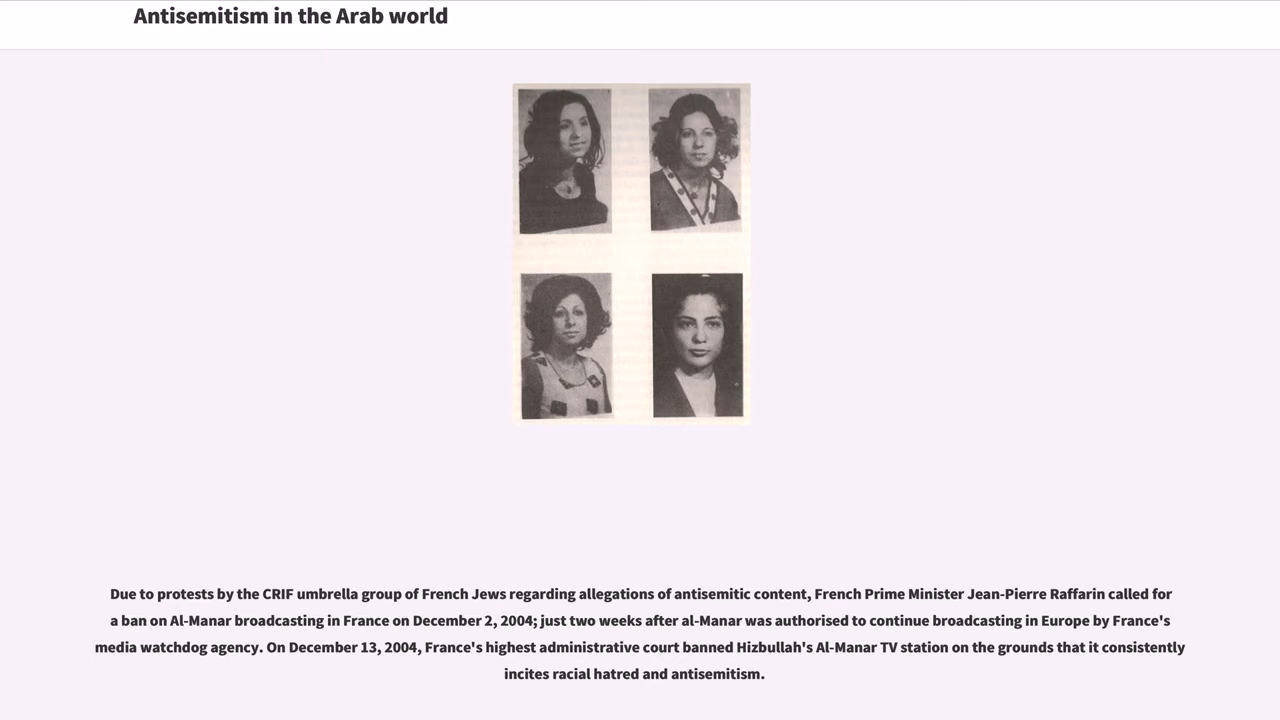 Antisemitism in the Arab world
Due to protests by the CRIF umbrella group of French Jews regarding allegations of antisemitic content, French Prime Minister Jean-Pierre Raffarin called for
a ban on Al-Manar broadcasting in France on December 2, 2004; just two weeks after al-Manar was authorised to continue broadcasting in Europe by France's
media watchdog agency. On December 13, 2004, France's highest administrative court banned Hizbullah's Al-Manar TV station on the grounds that it consistently
incites racial hatred and antisemitism.